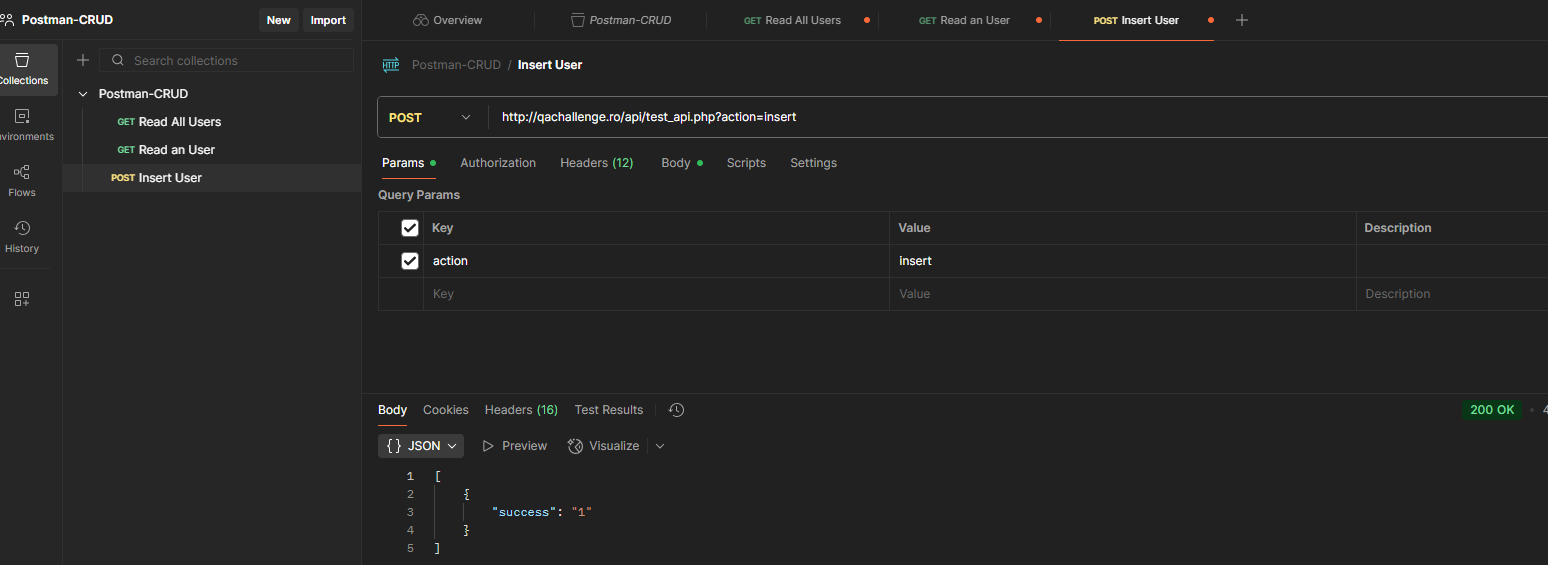 Postman-CRUD New Import
Overview Postman-CRUD GET Read All Users GET Read an User POST Insert User
Search collections
Collections
HTTP Postman-CRUD / Insert User
Postman-CRUD
GET Read All Users
POST http://qachallenge.ro/api/test_api.php?action=insert
nvironments
GET Read an User
Params Authorization Headers (12) Body Scripts Settings
POST Insert User
Flows
Query Params
Key Value Description
History
action insert
Key Value Description
Body Cookies Headers (16) Test Results 200 OK
{} JSON Preview Visualize
1 [
2 {
3 "success": "1"
4 }
5 ]